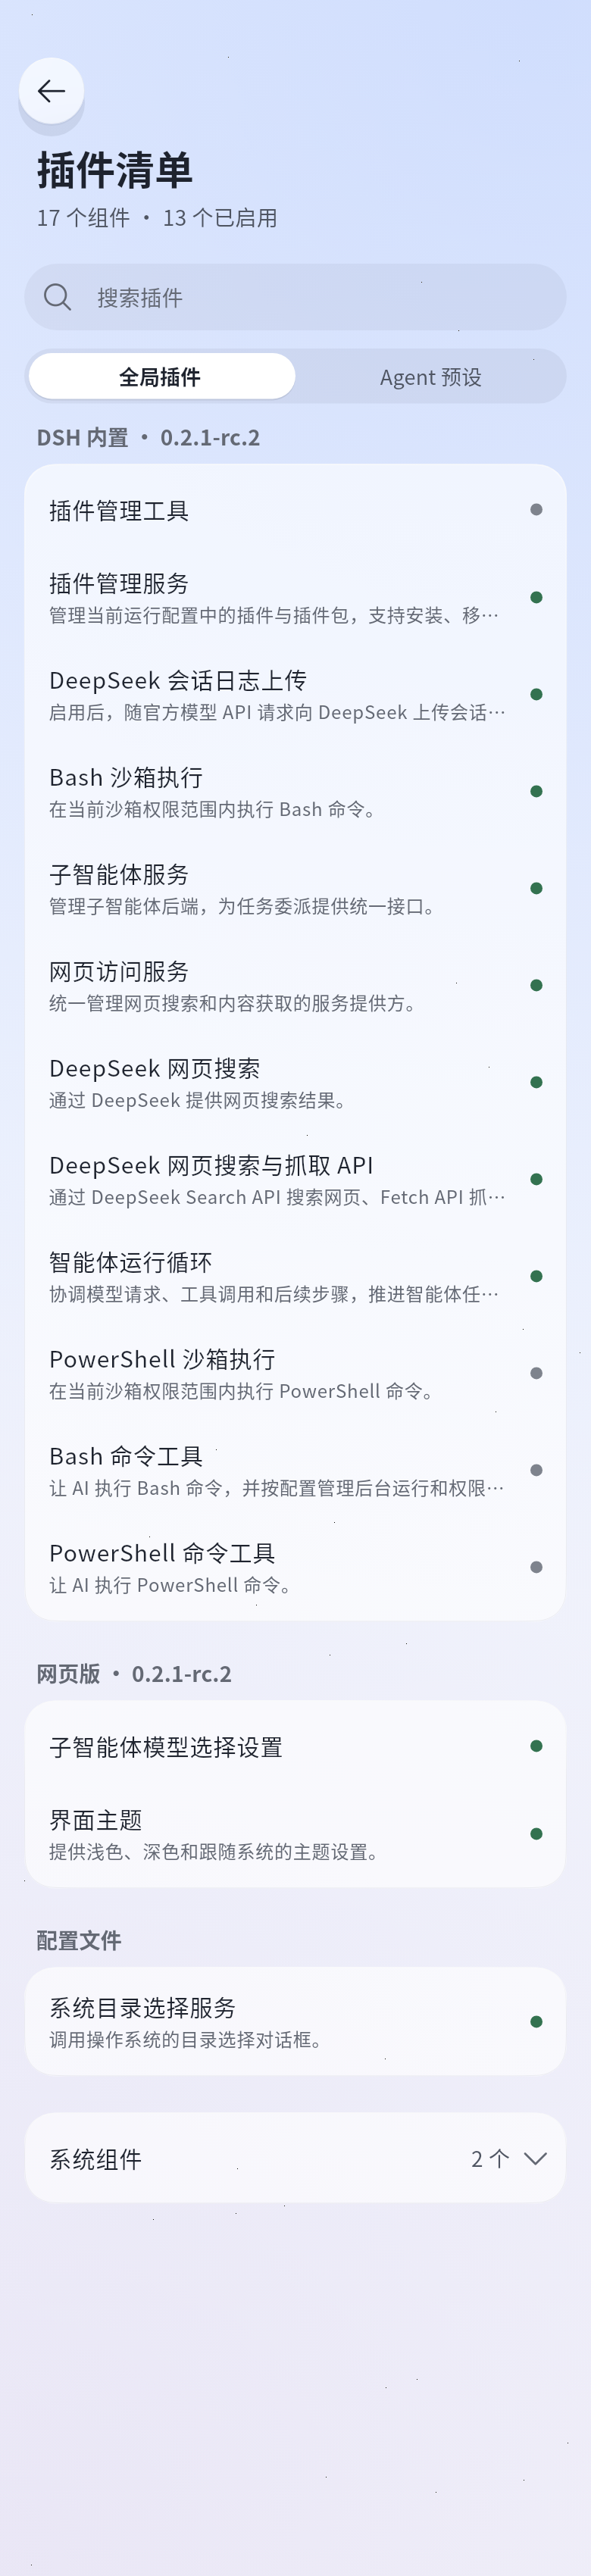 插件清单
17 个组件 · 13 个已启用
搜索插件
全局插件
Agent 预设
DSH 内置 · 0.2.1-rc.2
插件管理工具
插件管理服务
管理当前运行配置中的插件与插件包，支持安装、移…
DeepSeek 会话日志上传
启用后，随官方模型 API 请求向 DeepSeek 上传会话…
Bash 沙箱执行
在当前沙箱权限范围内执行 Bash 命令。
子智能体服务
管理子智能体后端，为任务委派提供统一接口。
网页访问服务
统一管理网页搜索和内容获取的服务提供方。
DeepSeek 网页搜索
通过 DeepSeek 提供网页搜索结果。
DeepSeek 网页搜索与抓取 API
通过 DeepSeek Search API 搜索网页、Fetch API 抓…
智能体运行循环
协调模型请求、工具调用和后续步骤，推进智能体任…
PowerShell 沙箱执行
在当前沙箱权限范围内执行 PowerShell 命令。
Bash 命令工具
让 AI 执行 Bash 命令，并按配置管理后台运行和权限…
PowerShell 命令工具
让 AI 执行 PowerShell 命令。
网页版 · 0.2.1-rc.2
子智能体模型选择设置
界面主题
提供浅色、深色和跟随系统的主题设置。
配置文件
系统目录选择服务
调用操作系统的目录选择对话框。
系统组件
2 个